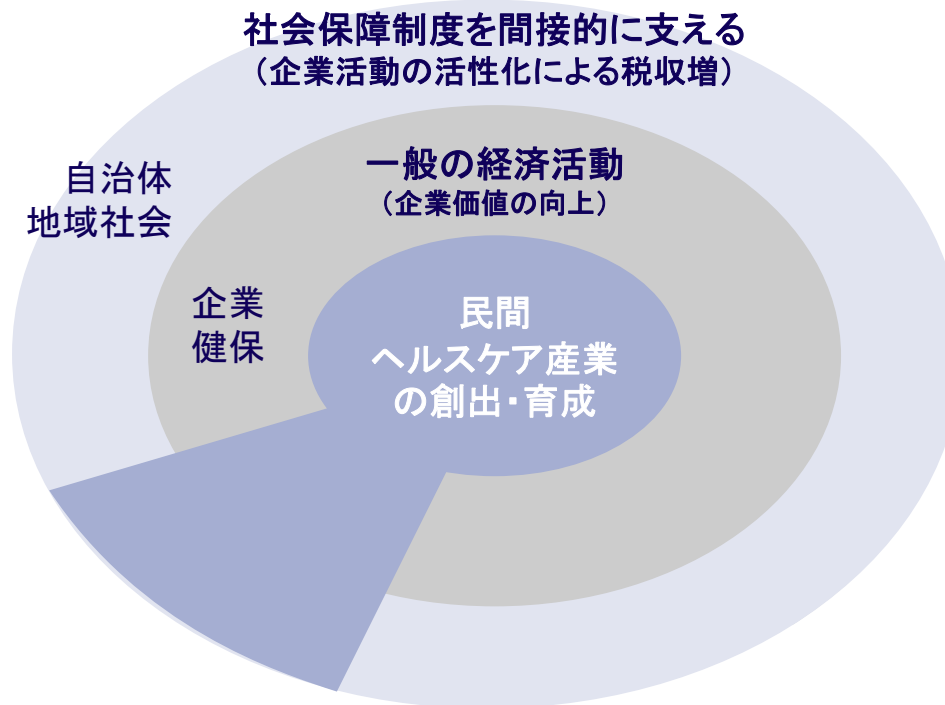 社会保障制度を間接的に支える
（企業活動の活性化による税収増）
一般の経済活動
（企業価値の向上）
自治体
地域社会
企業
健保
民間
ヘルスケア産業
の創出・育成